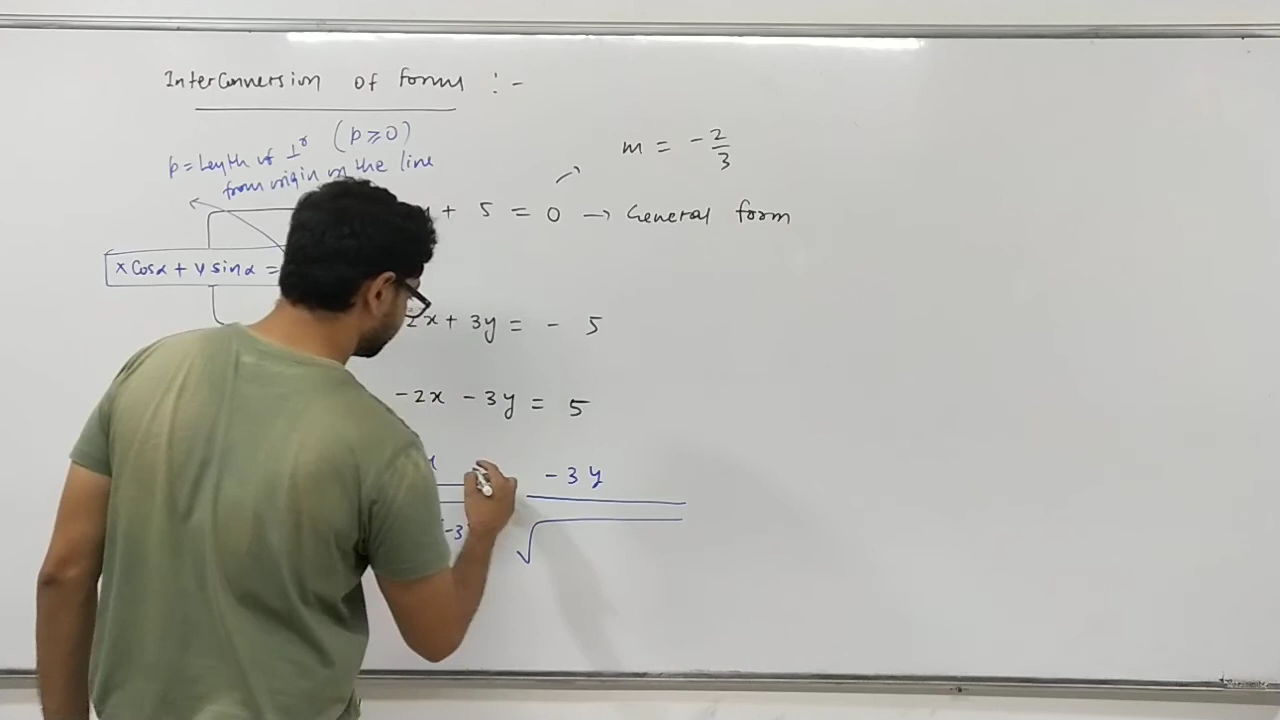 Interconversion of forms :-
p = Length of ⊥r (p ≥ 0)
from origin on the line
m = -2/3
+ 5 = 0 → General form
x cosα + y sinα =
2x + 3y = - 5
-2x - 3y = 5
-3y
√
-3